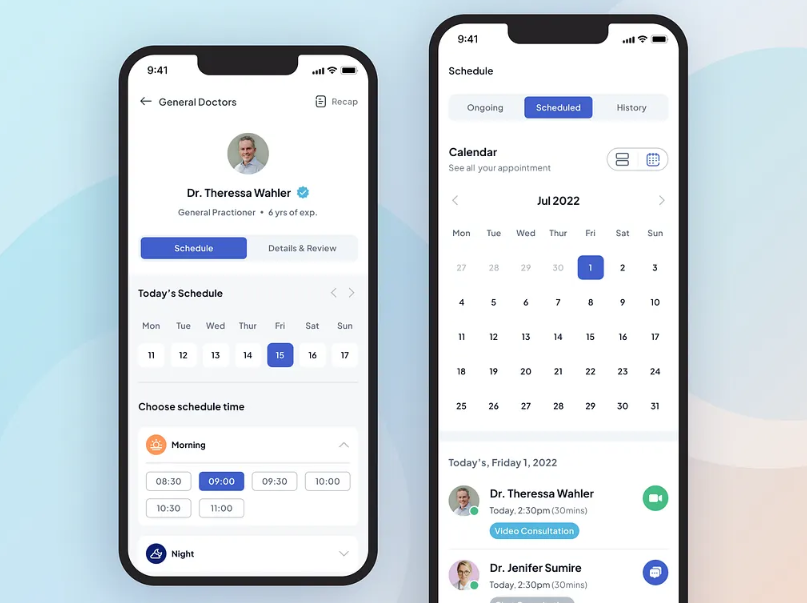 9:41
General Doctors
Recap
Dr. Theressa Wahler
General Practioner • 6 yrs of exp.
Schedule
Details & Review
Today's Schedule
Mon Tue Wed Thur Fri Sat Sun
11 12 13 14 15 16 17
Choose schedule time
Morning
08:30 09:00 09:30 10:00
10:30 11:00
Night
9:41
Schedule
Ongoing Scheduled History
Calendar
See all your appointment
Jul 2022
Mon Tue Wed Thur Fri Sat Sun
27 28 29 30 1 2 3
4 5 6 7 8 9 10
11 12 13 14 15 16 17
18 19 20 21 22 23 24
25 26 27 28 29 30 31
Today's, Friday 1, 2022
Dr. Theressa Wahler
Today. 2:30pm (30mins)
Video Consultation
Dr. Jenifer Sumire
Today. 2:30pm (30mins)